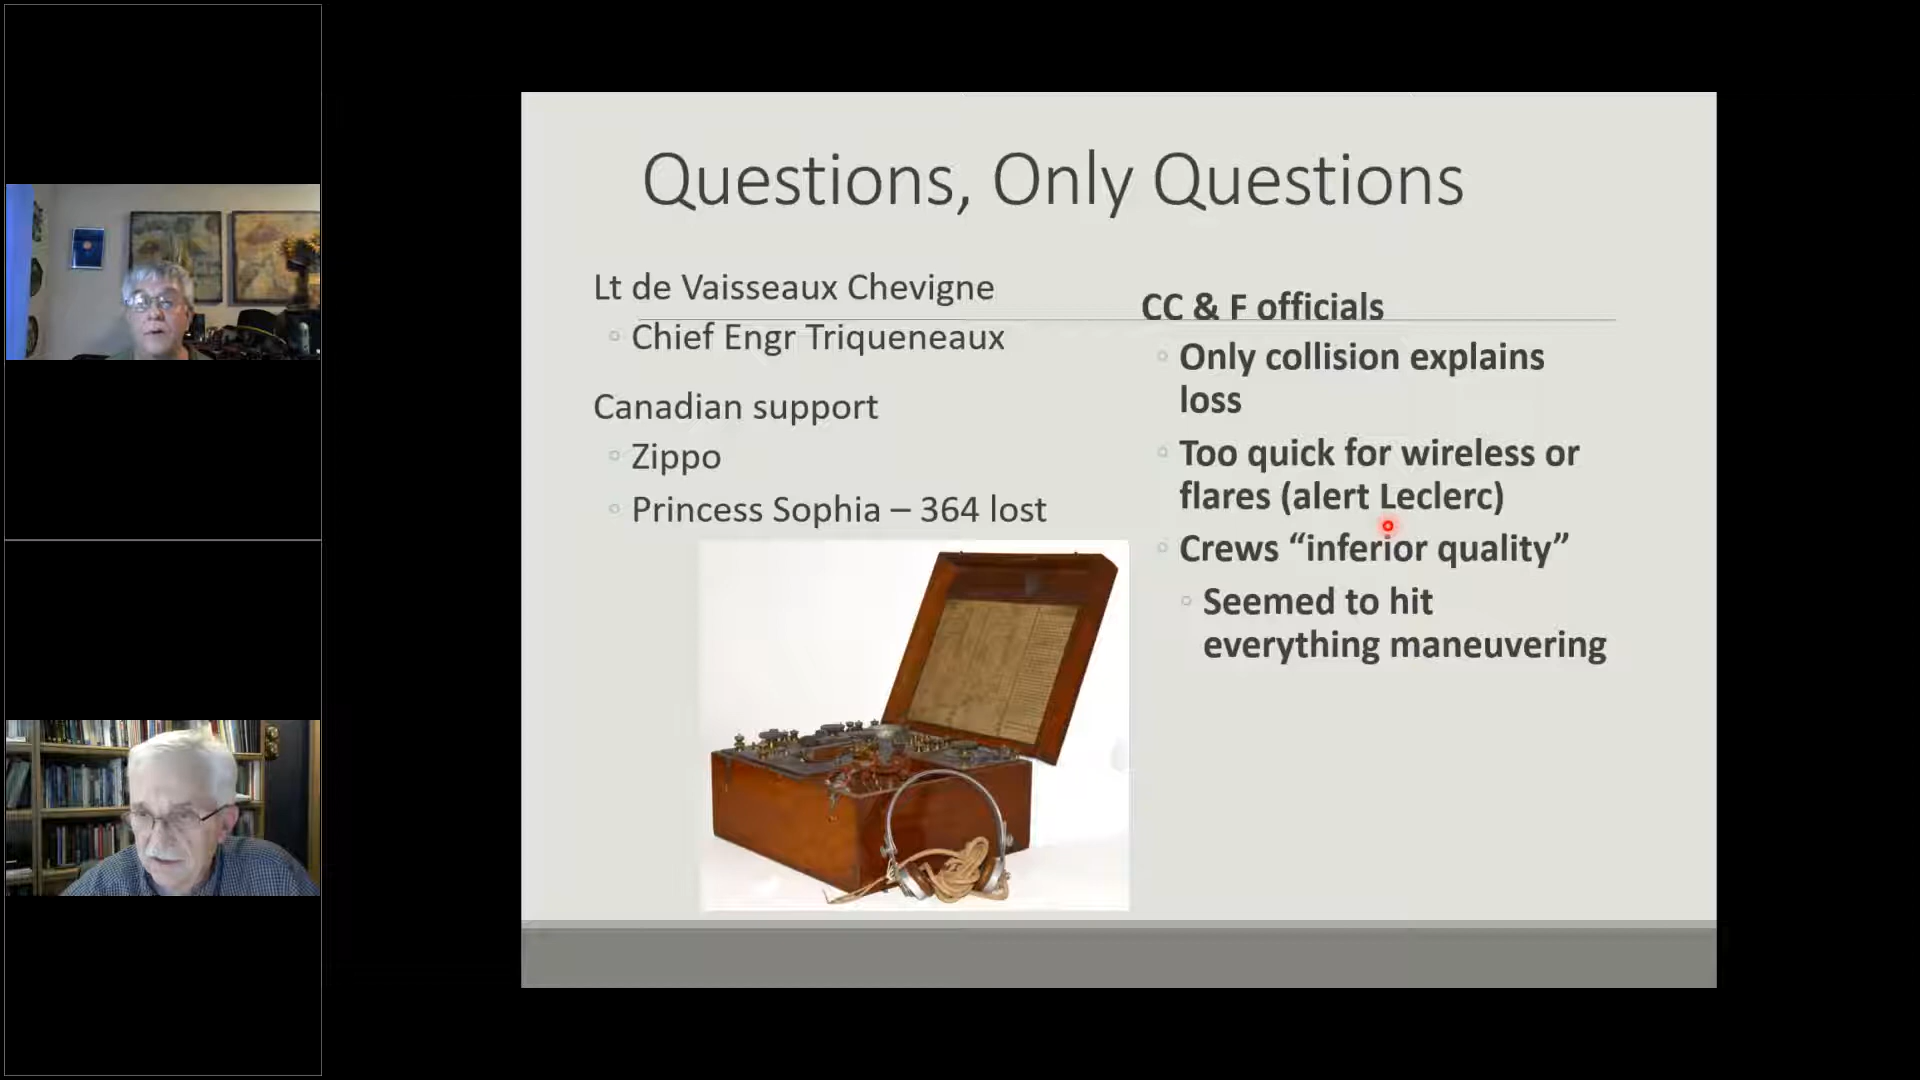 Questions, Only Questions
Lt de Vaisseaux Chevigne
Chief Engr Triqueneaux
Canadian support
Zippo
Princess Sophia – 364 lost
CC & F officials
Only collision explains
loss
Too quick for wireless or
flares (alert Leclerc)
Crews “inferior quality”
Seemed to hit
everything maneuvering